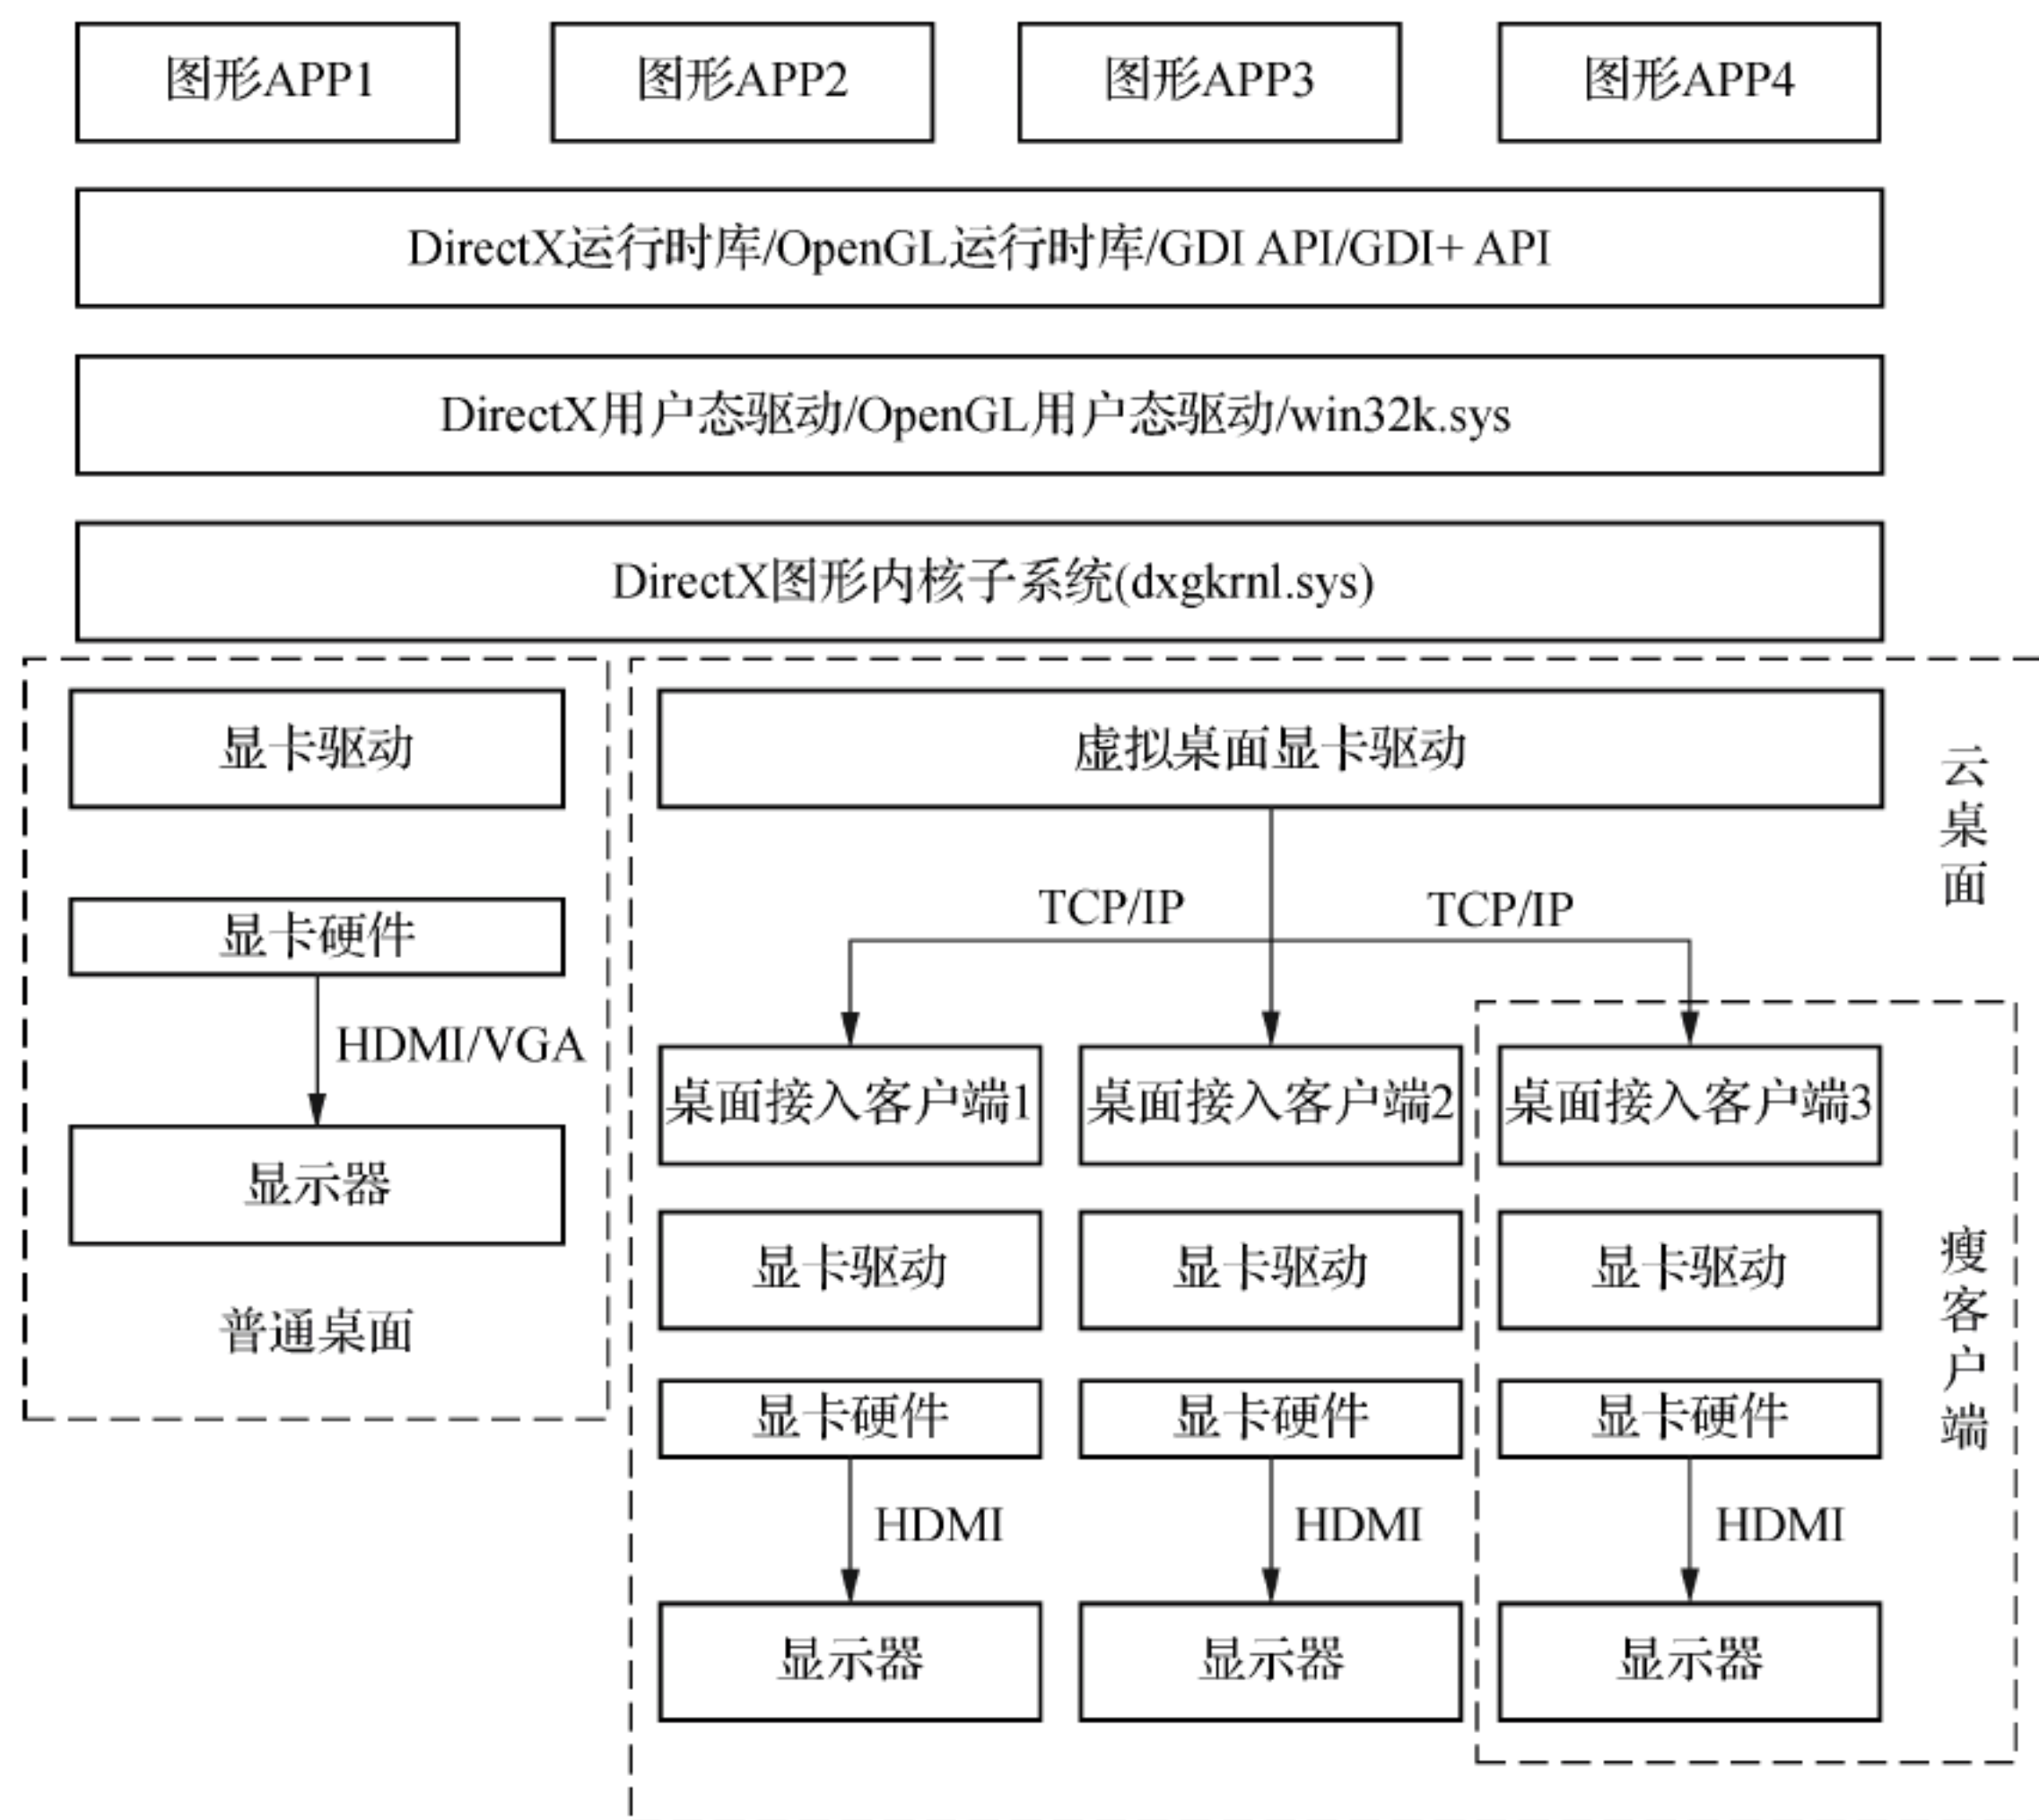 图形APP1
图形APP2
图形APP3
图形APP4
DirectX运行时库/OpenGL运行时库/GDI API/GDI+ API
DirectX用户态驱动/OpenGL用户态驱动/win32k.sys
DirectX图形内核子系统(dxgkrnl.sys)
显卡驱动
显卡硬件
HDMI/VGA
显示器
普通桌面
虚拟桌面显卡驱动
云桌面
TCP/IP
TCP/IP
桌面接入客户端1
桌面接入客户端2
桌面接入客户端3
显卡驱动
显卡驱动
显卡驱动
瘦客户端
显卡硬件
显卡硬件
显卡硬件
HDMI
HDMI
HDMI
显示器
显示器
显示器